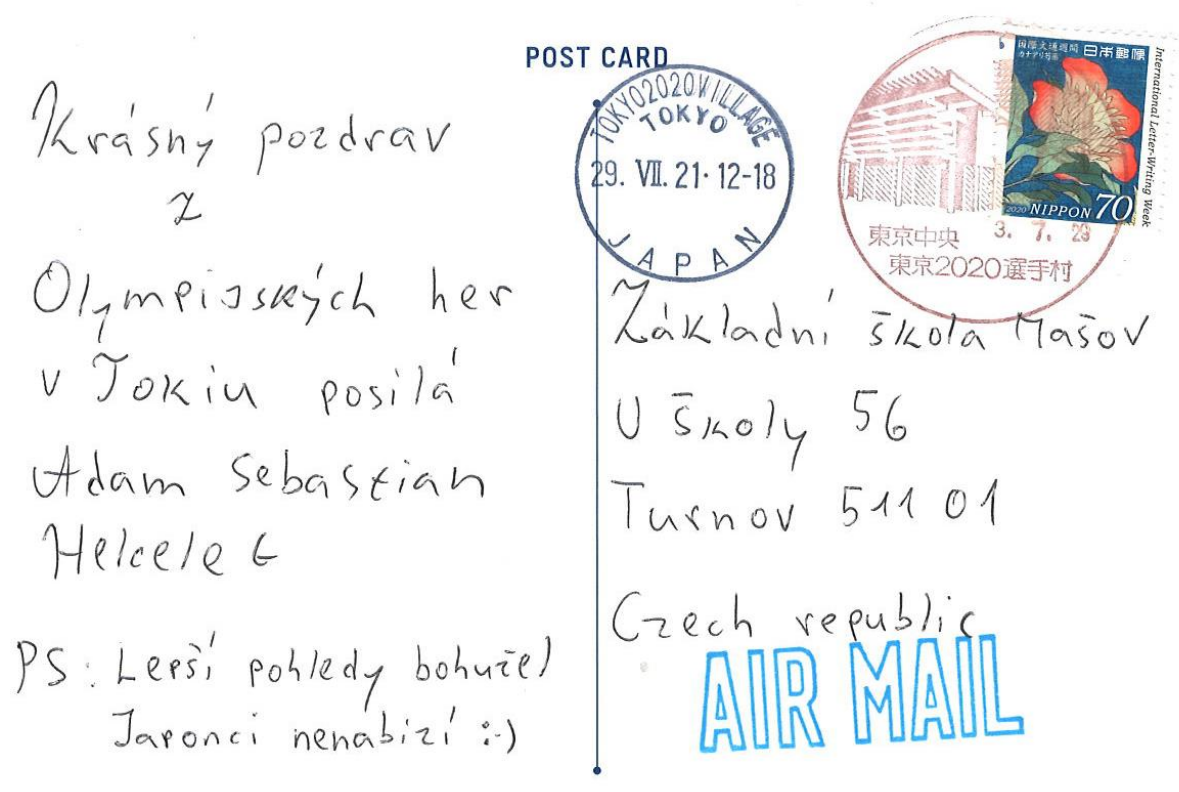 POST CARD
Krásný pozdrav
z
Olympijských her
v Tokiu posílá
Adam Sebastian
Helcelet
PS: Lepší pohledy bohužel
Japonci nenabízí :-)
TOKYO2020VILLAGE
TOKYO
29. VII. 21· 12-18
JAPAN
国際文通週間
日本郵便
International Letter-Writing Week
2020 NIPPON 70
東京中央 3. 7. 29
東京2020選手村
Základní škola Mašov
U školy 56
Turnov 511 01
Czech republic
AIR MAIL